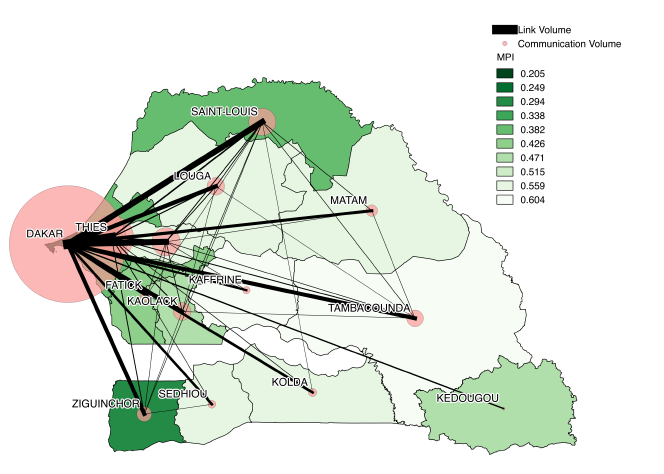 Link Volume
Communication Volume
MPI
0.205
0.249
0.294
0.338
0.382
0.426
0.471
0.515
0.559
0.604
SAINT-LOUIS
LOUGA
MATAM
THIES
DAKAR
KAFFRINE
FATICK
KAOLACK
TAMBACOUNDA
KOLDA
SEDHIOU
KEDOUGOU
ZIGUINCHOR